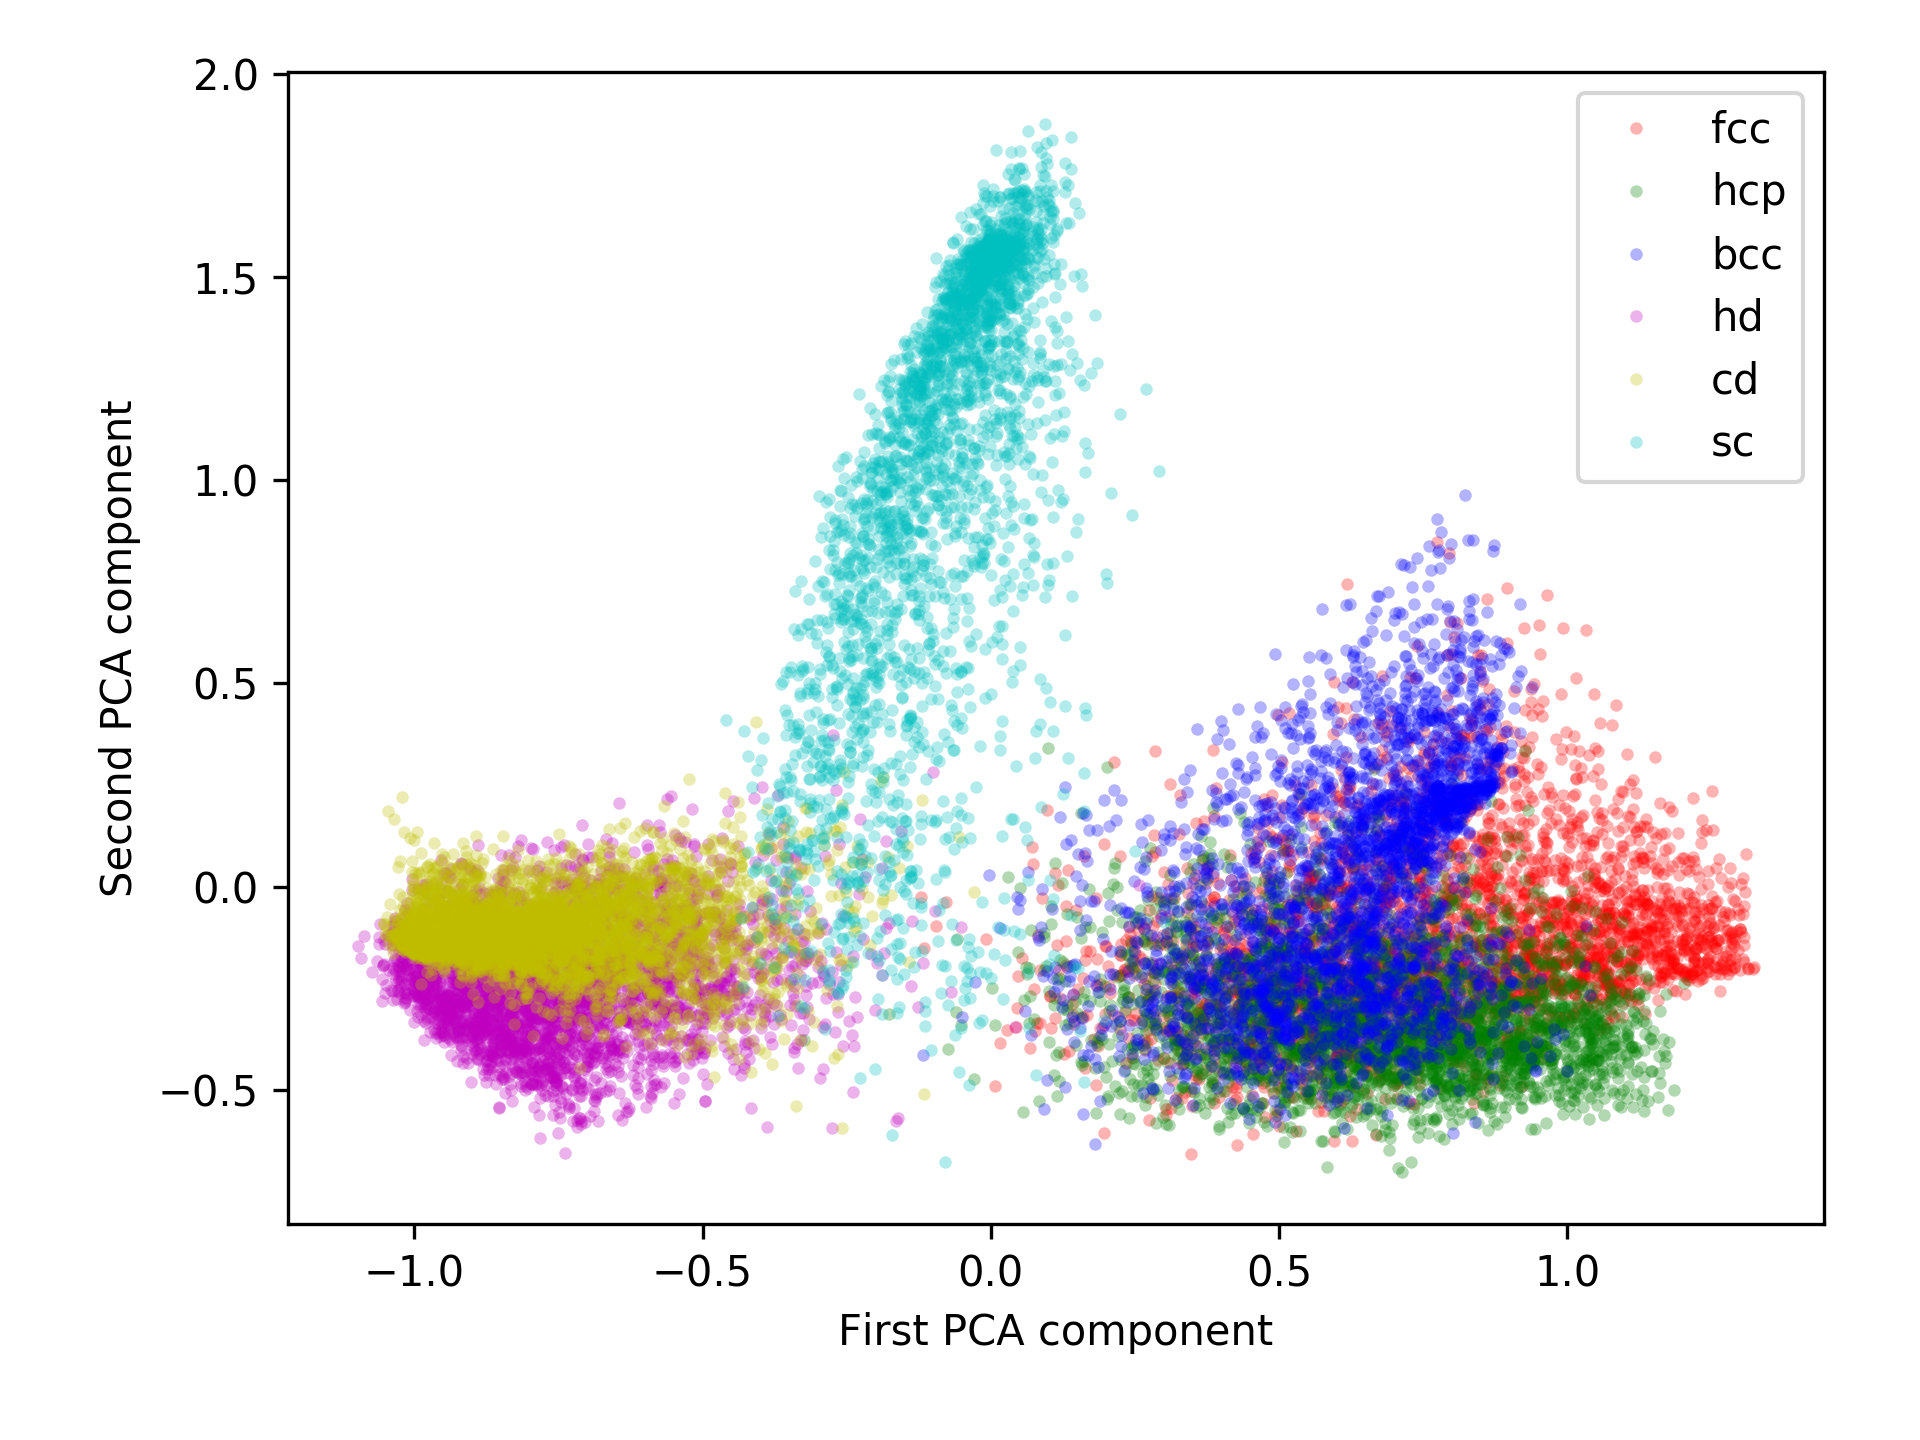 2.0
1.5
1.0
0.5
0.0
−0.5
Second PCA component
−1.0
−0.5
0.0
0.5
1.0
First PCA component
fcc
hcp
bcc
hd
cd
sc